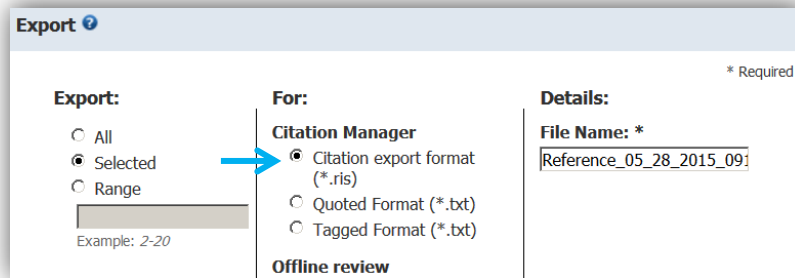 Export
* Required
Export:
All
Selected
Range
Example: 2-20
For:
Citation Manager
Citation export format
(*.ris)
Quoted Format (*.txt)
Tagged Format (*.txt)
Offline review
Details:
File Name: *
Reference_05_28_2015_091